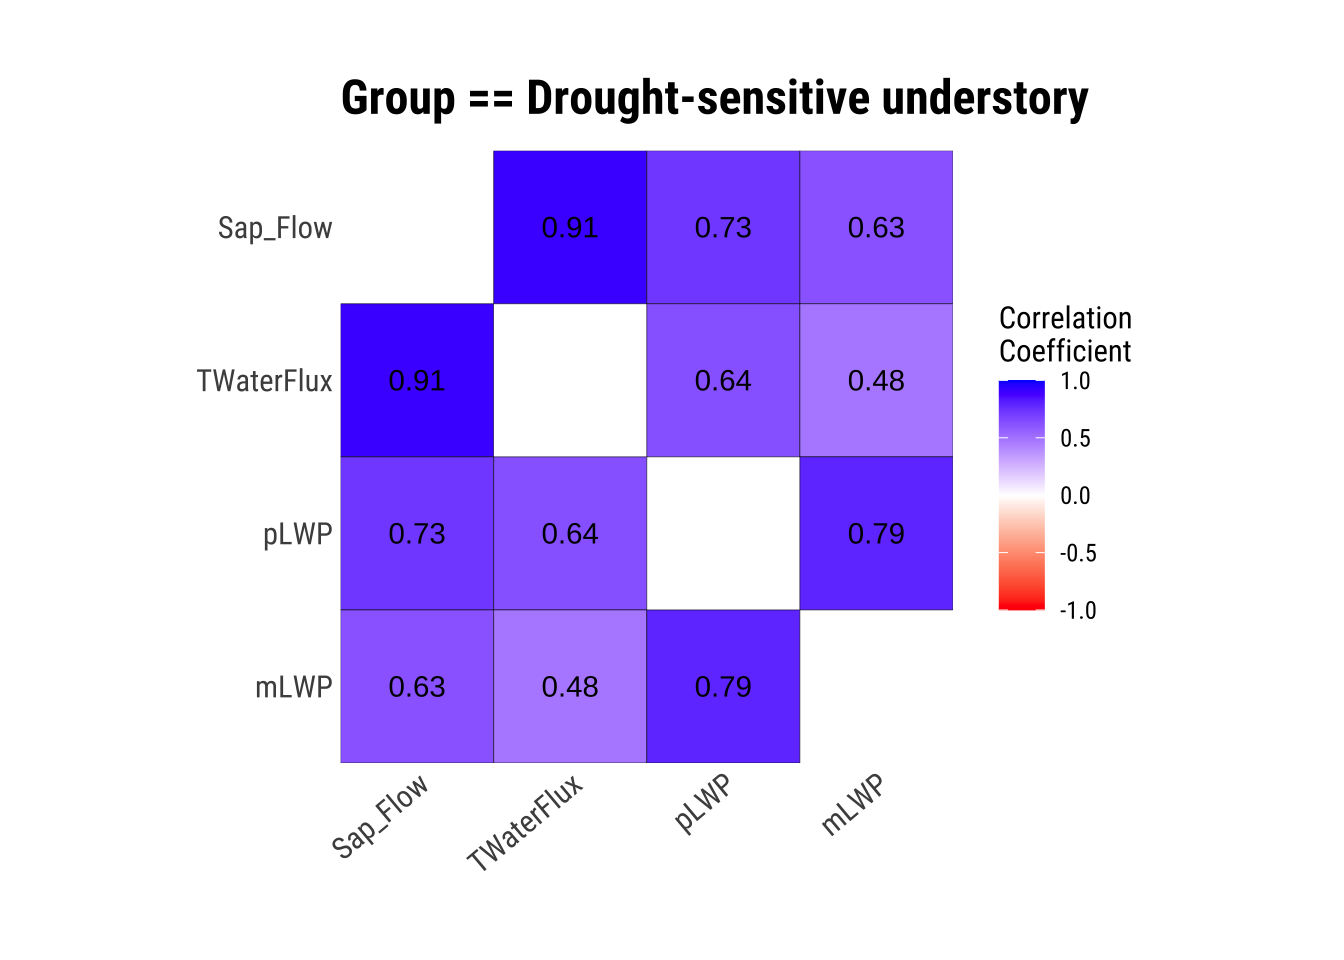 Group == Drought-sensitive understory
Sap_Flow
0.91
0.73
0.63
TWaterFlux
0.91
0.64
0.48
pLWP
0.73
0.64
0.79
mLWP
0.63
0.48
0.79
Sap_Flow
TWaterFlux
pLWP
mLWP
Correlation
Coefficient
1.0
0.5
0.0
-0.5
-1.0